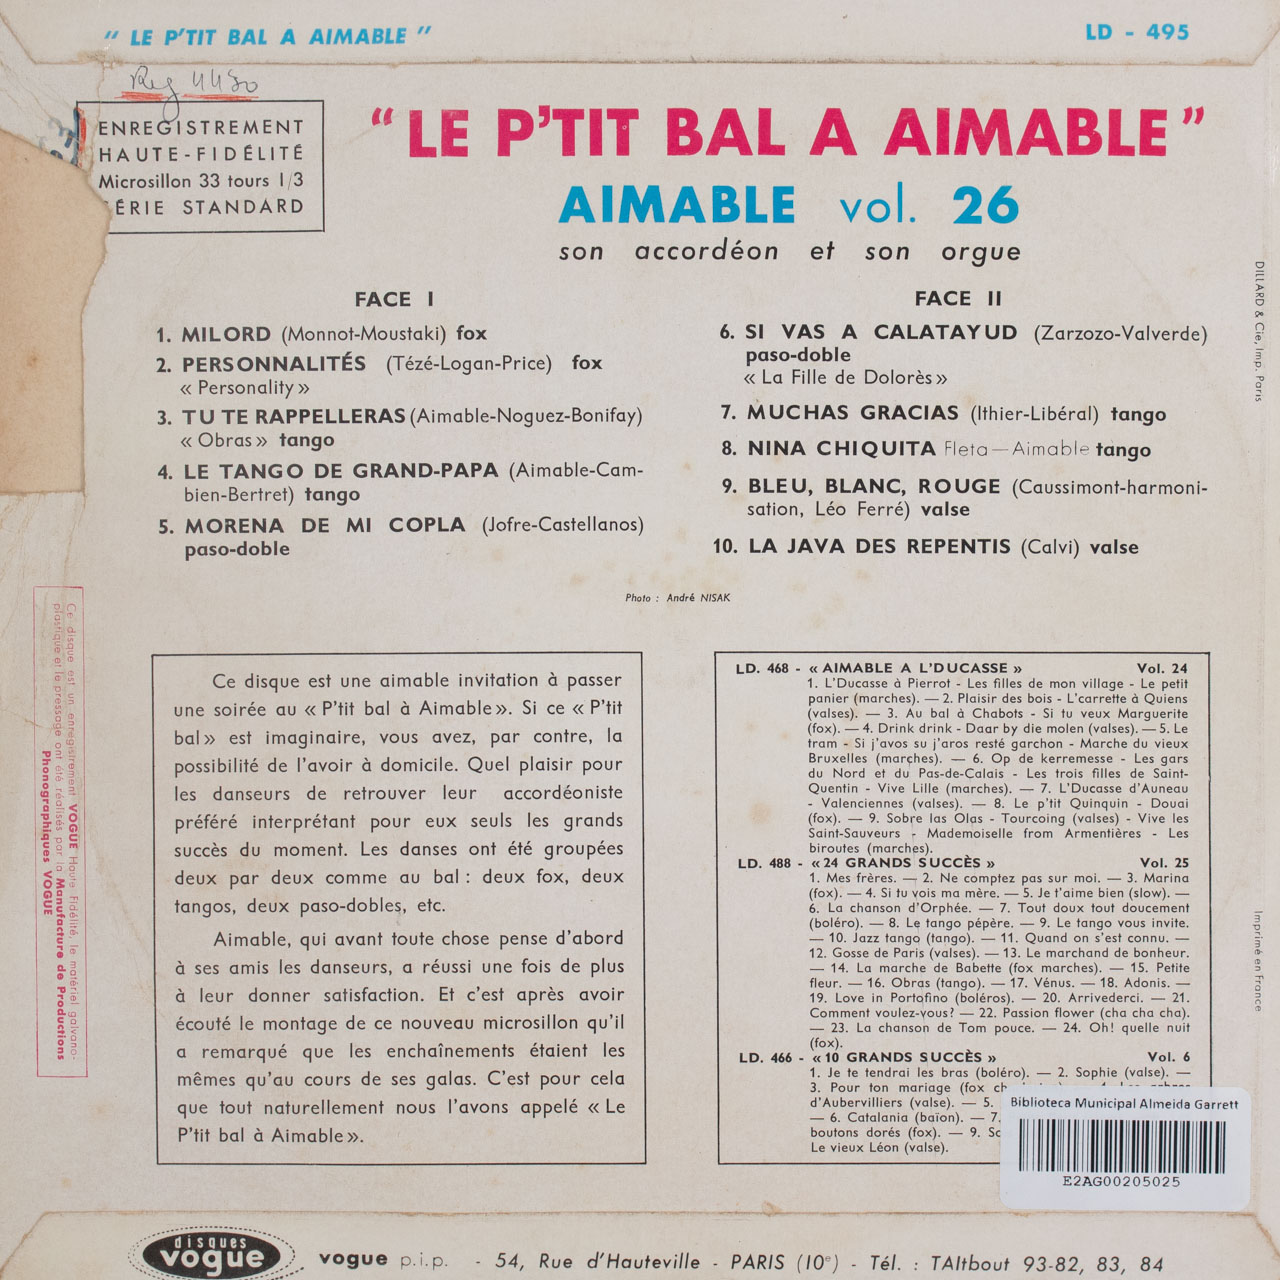 “ LE P'TIT BAL A AIMABLE ”
LD - 495
Reg 4480
ENREGISTREMENT
HAUTE-FIDÉLITÉ
Microsillon 33 tours 1/3
SÉRIE STANDARD
“ LE P'TIT BAL A AIMABLE ”
AIMABLE vol. 26
son accordéon et son orgue
FACE I
1. MILORD (Monnot-Moustaki) fox
2. PERSONNALITÉS (Tézé-Logan-Price) fox
« Personality »
3. TU TE RAPPELLERAS (Aimable-Noguez-Bonifay)
« Obras » tango
4. LE TANGO DE GRAND-PAPA (Aimable-Cam-
bien-Bertret) tango
5. MORENA DE MI COPLA (Jofre-Castellanos)
paso-doble
FACE II
6. SI VAS A CALATAYUD (Zarzozo-Valverde)
paso-doble
« La Fille de Dolorès »
7. MUCHAS GRACIAS (Ithier-Libéral) tango
8. NINA CHIQUITA Fleta—Aimable tango
9. BLEU, BLANC, ROUGE (Caussimont-harmoni-
sation, Léo Ferré) valse
10. LA JAVA DES REPENTIS (Calvi) valse
Photo : André NISAK
Ce disque est une aimable invitation à passer
une soirée au « P'tit bal à Aimable ». Si ce « P'tit
bal » est imaginaire, vous avez, par contre, la
possibilité de l'avoir à domicile. Quel plaisir pour
les danseurs de retrouver leur accordéoniste
préféré interprétant pour eux seuls les grands
succès du moment. Les danses ont été groupées
deux par deux comme au bal : deux fox, deux
tangos, deux paso-dobles, etc.
Aimable, qui avant toute chose pense d'abord
à ses amis les danseurs, a réussi une fois de plus
à leur donner satisfaction. Et c'est après avoir
écouté le montage de ce nouveau microsillon qu'il
a remarqué que les enchaînements étaient les
mêmes qu'au cours de ses galas. C'est pour cela
que tout naturellement nous l'avons appelé « Le
P'tit bal à Aimable ».
LD. 468 - « AIMABLE A L'DUCASSE » Vol. 24
1. L'Ducasse à Pierrot - Les filles de mon village - Le petit
panier (marches). — 2. Plaisir des bois - L'carrette à Quiens
(valses). — 3. Au bal à Chabots - Si tu veux Marguerite
(fox). — 4. Drink drink - Daar by die molen (valses). — 5. Le
tram - Si j'avos su j'aros resté garchon - Marche du vieux
Bruxelles (marches). — 6. Op de kerremesse - Les gars
du Nord et du Pas-de-Calais - Les trois filles de Saint-
Quentin - Vive Lille (marches). — 7. L'Ducasse d'Auneau
- Valenciennes (valses). — 8. Le p'tit Quinquin - Douai
(fox). — 9. Sobre las Olas - Tourcoing (valses) - Vive les
Saint-Sauveurs - Mademoiselle from Armentières - Les
biroutes (marches).
LD. 488 - « 24 GRANDS SUCCÈS » Vol. 25
1. Mes frères. — 2. Ne comptez pas sur moi. — 3. Marina
(fox). — 4. Si tu vois ma mère. — 5. Je t'aime bien (slow). —
6. La chanson d'Orphée. — 7. Tout doux tout doucement
(boléro). — 8. Le tango pépère. — 9. Le tango vous invite.
— 10. Jazz tango (tango). — 11. Quand on s'est connu. —
12. Gosse de Paris (valses). — 13. Le marchand de bonheur.
— 14. La marche de Babette (fox marches). — 15. Petite
fleur. — 16. Obras (tango). — 17. Vénus. — 18. Adonis. —
19. Love in Portofino (boléros). — 20. Arrivederci. — 21.
Comment voulez-vous? — 22. Passion flower (cha cha cha).
— 23. La chanson de Tom pouce. — 24. Oh! quelle nuit
(fox).
LD. 466 - « 10 GRANDS SUCCÈS » Vol. 6
1. Je te tendrai les bras (boléro). — 2. Sophie (valse). —
3. Pour ton mariage (fox
d'Aubervilliers (valse). — 5.
— 6. Catalania (baïon). — 7.
boutons dorés (fox). — 9.
Le vieux Léon (valse).
Biblioteca Municipal Almeida Garrett
E2AG00205025
Ce disque est un enregistrement VOGUE Haute Fidélité, le matériel galvano-
plastique et le pressage ont été réalisés par la Manufacture de Productions
Phonographiques VOGUE
DILLARD & Cie, Imp. Paris
Imprimé en France
disques
vogue
vogue p.i.p. - 54, Rue d'Hauteville - PARIS (10e) - Tél. : TAItbout 93-82, 83, 84